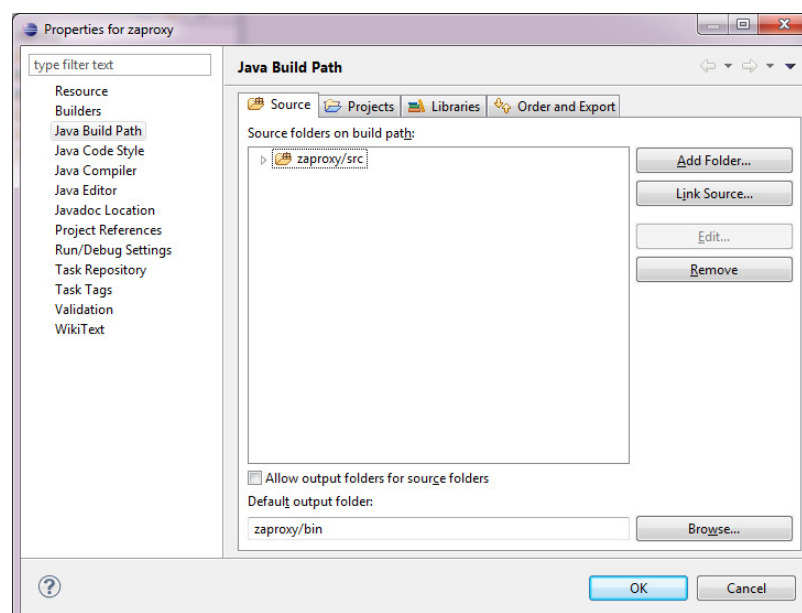 Properties for zaproxy
type filter text
Resource
Builders
Java Build Path
Java Code Style
Java Compiler
Java Editor
Javadoc Location
Project References
Run/Debug Settings
Task Repository
Task Tags
Validation
WikiText
Java Build Path
Source Projects Libraries Order and Export
Source folders on build path:
zaproxy/src
Add Folder...
Link Source...
Edit...
Remove
Allow output folders for source folders
Default output folder:
zaproxy/bin
Browse...
OK Cancel